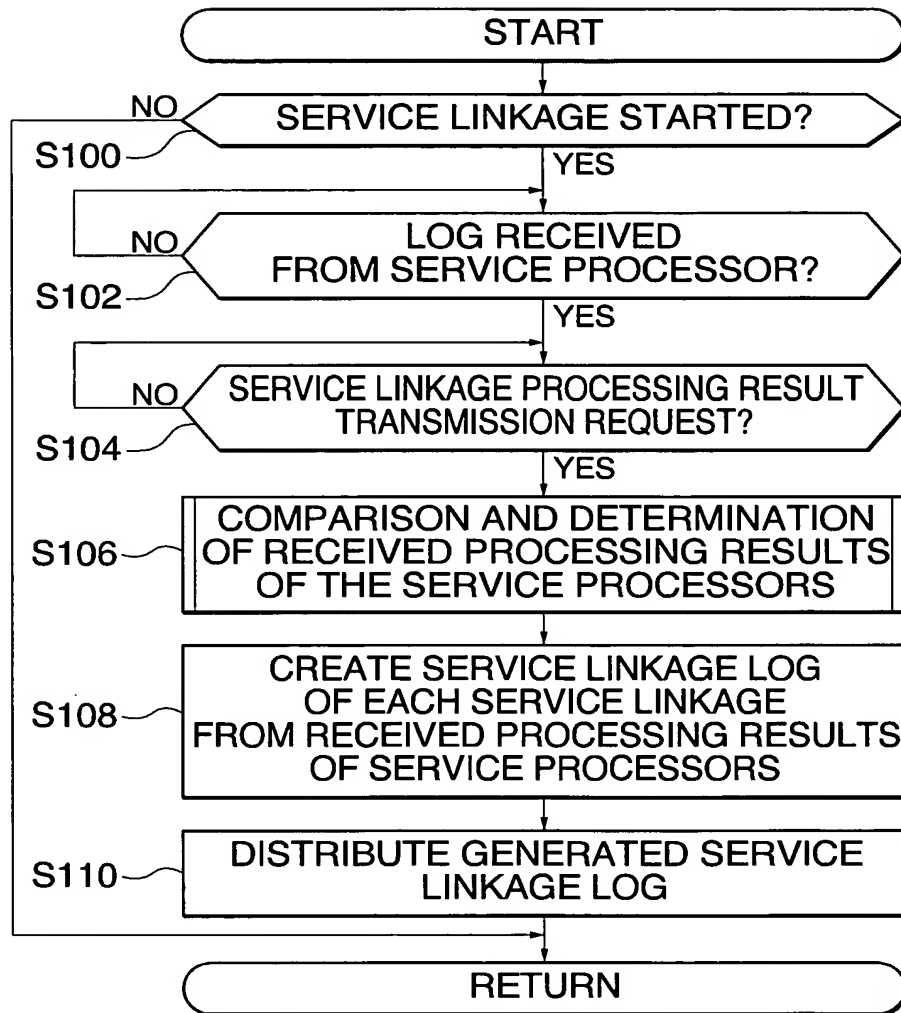 START
NO
SERVICE LINKAGE STARTED?
S100
YES
NO
LOG RECEIVED
FROM SERVICE PROCESSOR?
S102
YES
NO
SERVICE LINKAGE PROCESSING RESULT
TRANSMISSION REQUEST?
S104
YES
S106
COMPARISON AND DETERMINATION
OF RECEIVED PROCESSING RESULTS
OF THE SERVICE PROCESSORS
S108
CREATE SERVICE LINKAGE LOG
OF EACH SERVICE LINKAGE
FROM RECEIVED PROCESSING RESULTS
OF SERVICE PROCESSORS
S110
DISTRIBUTE GENERATED SERVICE
LINKAGE LOG
RETURN